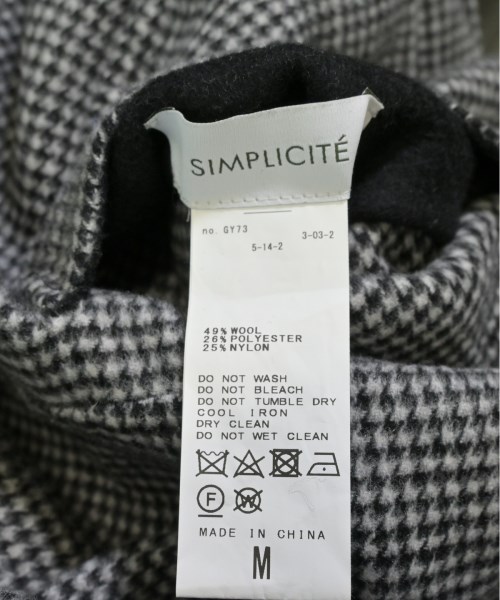 SIMPLICITÉ
no. GY73
3-03-2
5-14-2
49% WOOL
26% POLYESTER
25% NYLON
DO NOT WASH
DO NOT BLEACH
DO NOT TUMBLE DRY
COOL IRON
DRY CLEAN
DO NOT WET CLEAN
F W
MADE IN CHINA
M